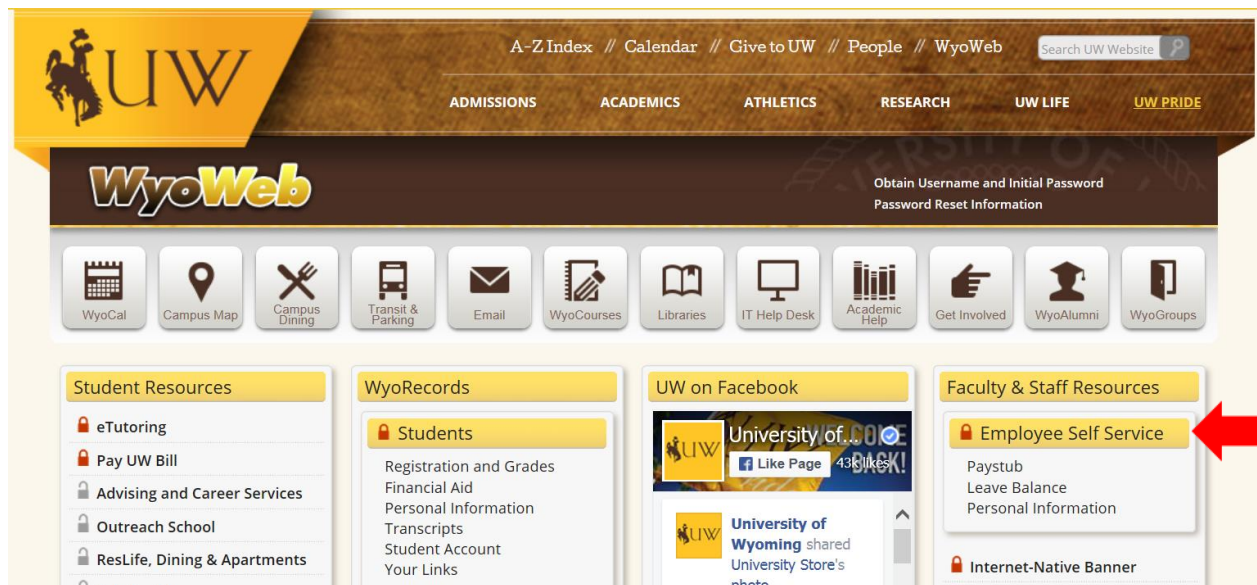 UW
A-Z Index // Calendar // Give to UW // People // WyoWeb
Search UW Website
ADMISSIONS ACADEMICS ATHLETICS RESEARCH UW LIFE UW PRIDE
WyoWeb
Obtain Username and Initial Password
Password Reset Information
WyoCal
Campus Map
Campus
Dining
Transit &
Parking
Email
WyoCourses
Libraries
IT Help Desk
Academic
Help
Get Involved
WyoAlumni
WyoGroups
Student Resources
eTutoring
Pay UW Bill
Advising and Career Services
Outreach School
ResLife, Dining & Apartments
WyoRecords
Students
Registration and Grades
Financial Aid
Personal Information
Transcripts
Student Account
Your Links
UW on Facebook
UW
University of...
Like Page 43k likes
WELCOME
BACK!
UW
University of
Wyoming shared
University Store's
photo
Faculty & Staff Resources
Employee Self Service
Paystub
Leave Balance
Personal Information
Internet-Native Banner